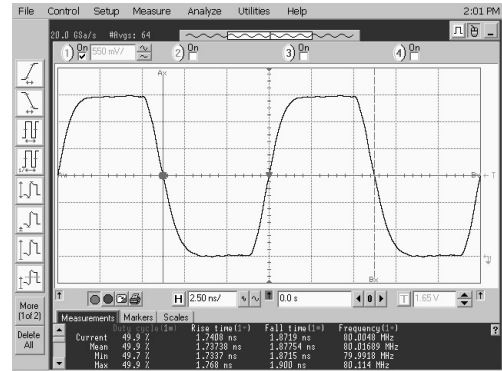 File Control Setup Measure Analyze Utilities Help 2:01 PM
20.0 GSa/s #Avgs: 64
1) On 550 mV/ 2) On 3) On 4) On
Ax
Bx
T
More
(1of 2)
Delete
All
H 2.50 ns/ 0.0 s 0 T 1.65 V
Measurements Markers Scales
Duty cycle(1≈) Rise time(1~) Fall time(1≈) Frequency(1~)
Current 49.9 % 1.7408 ns 1.8719 ns 80.0048 MHz
Mean 49.9 % 1.73738 ns 1.87754 ns 80.01689 MHz
Min 49.7 % 1.7337 ns 1.8715 ns 79.9918 MHz
Max 49.9 % 1.768 ns 1.900 ns 80.114 MHz
?